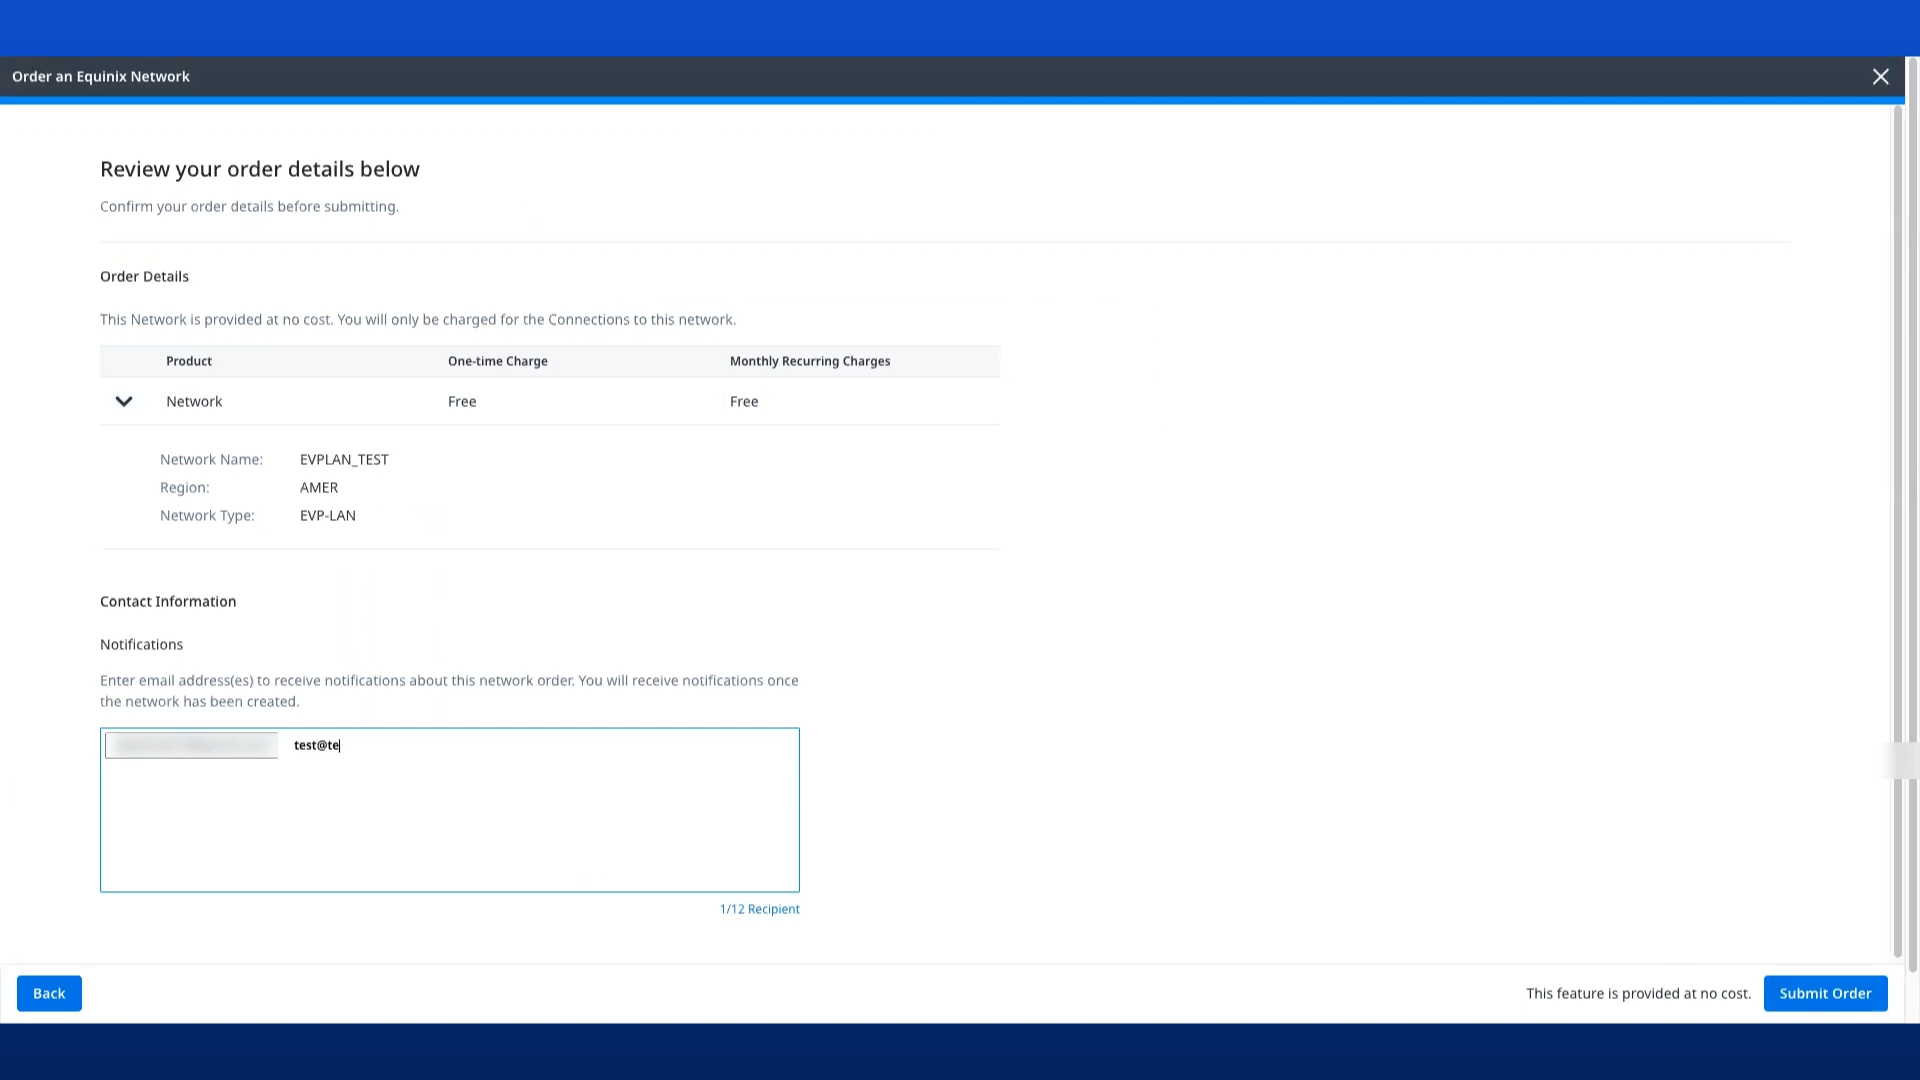 Order an Equinix Network
Review your order details below
Confirm your order details before submitting.
Order Details
This Network is provided at no cost. You will only be charged for the Connections to this network.
Product One-time Charge Monthly Recurring Charges
Network Free Free
Network Name: EVPLAN_TEST
Region: AMER
Network Type: EVP-LAN
Contact Information
Notifications
Enter email address(es) to receive notifications about this network order. You will receive notifications once
the network has been created.
test@te
1/12 Recipient
Back This feature is provided at no cost. Submit Order